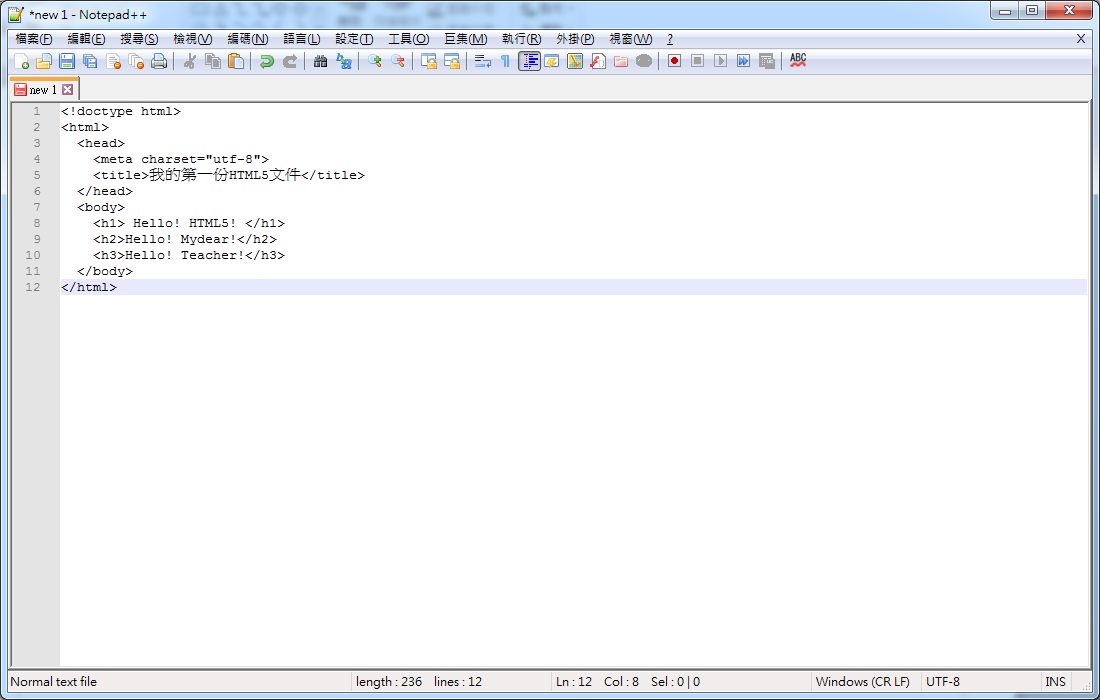 *new 1 - Notepad++
檔案(F) 編輯(E) 搜尋(S) 檢視(V) 編碼(N) 語言(L) 設定(T) 工具(O) 巨集(M) 執行(R) 外掛(P) 視窗(W) ? X
ABC
new 1
1 <!doctype html>
2 <html>
3   <head>
4     <meta charset="utf-8">
5     <title>我的第一份HTML5文件</title>
6   </head>
7   <body>
8     <h1> Hello! HTML5! </h1>
9     <h2>Hello! Mydear!</h2>
10     <h3>Hello! Teacher!</h3>
11   </body>
12 </html>
Normal text file length : 236 lines : 12 Ln : 12 Col : 8 Sel : 0 | 0 Windows (CR LF) UTF-8 INS